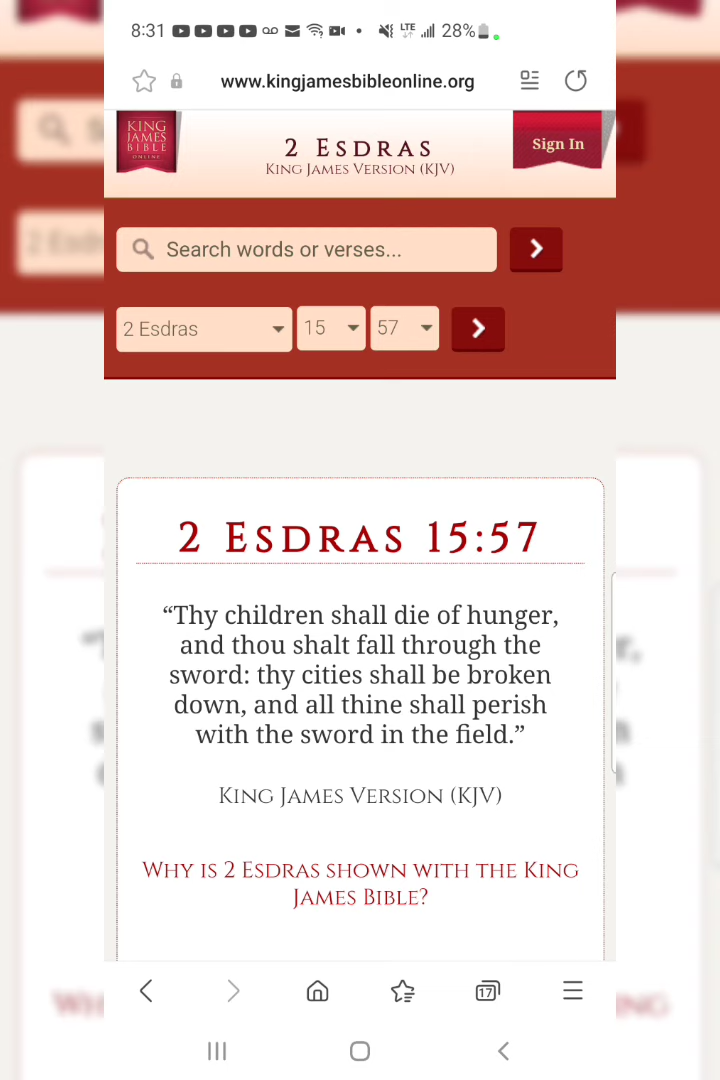 8:31 LTE 28%
www.kingjamesbibleonline.org
KING
JAMES
BIBLE
ONLINE
2 ESDRAS
KING JAMES VERSION (KJV)
Sign In
Search words or verses...
2 Esdras 15 57
2 ESDRAS 15:57
“Thy children shall die of hunger,
and thou shalt fall through the
sword: thy cities shall be broken
down, and all thine shall perish
with the sword in the field.”
KING JAMES VERSION (KJV)
WHY IS 2 ESDRAS SHOWN WITH THE KING
JAMES BIBLE?
17